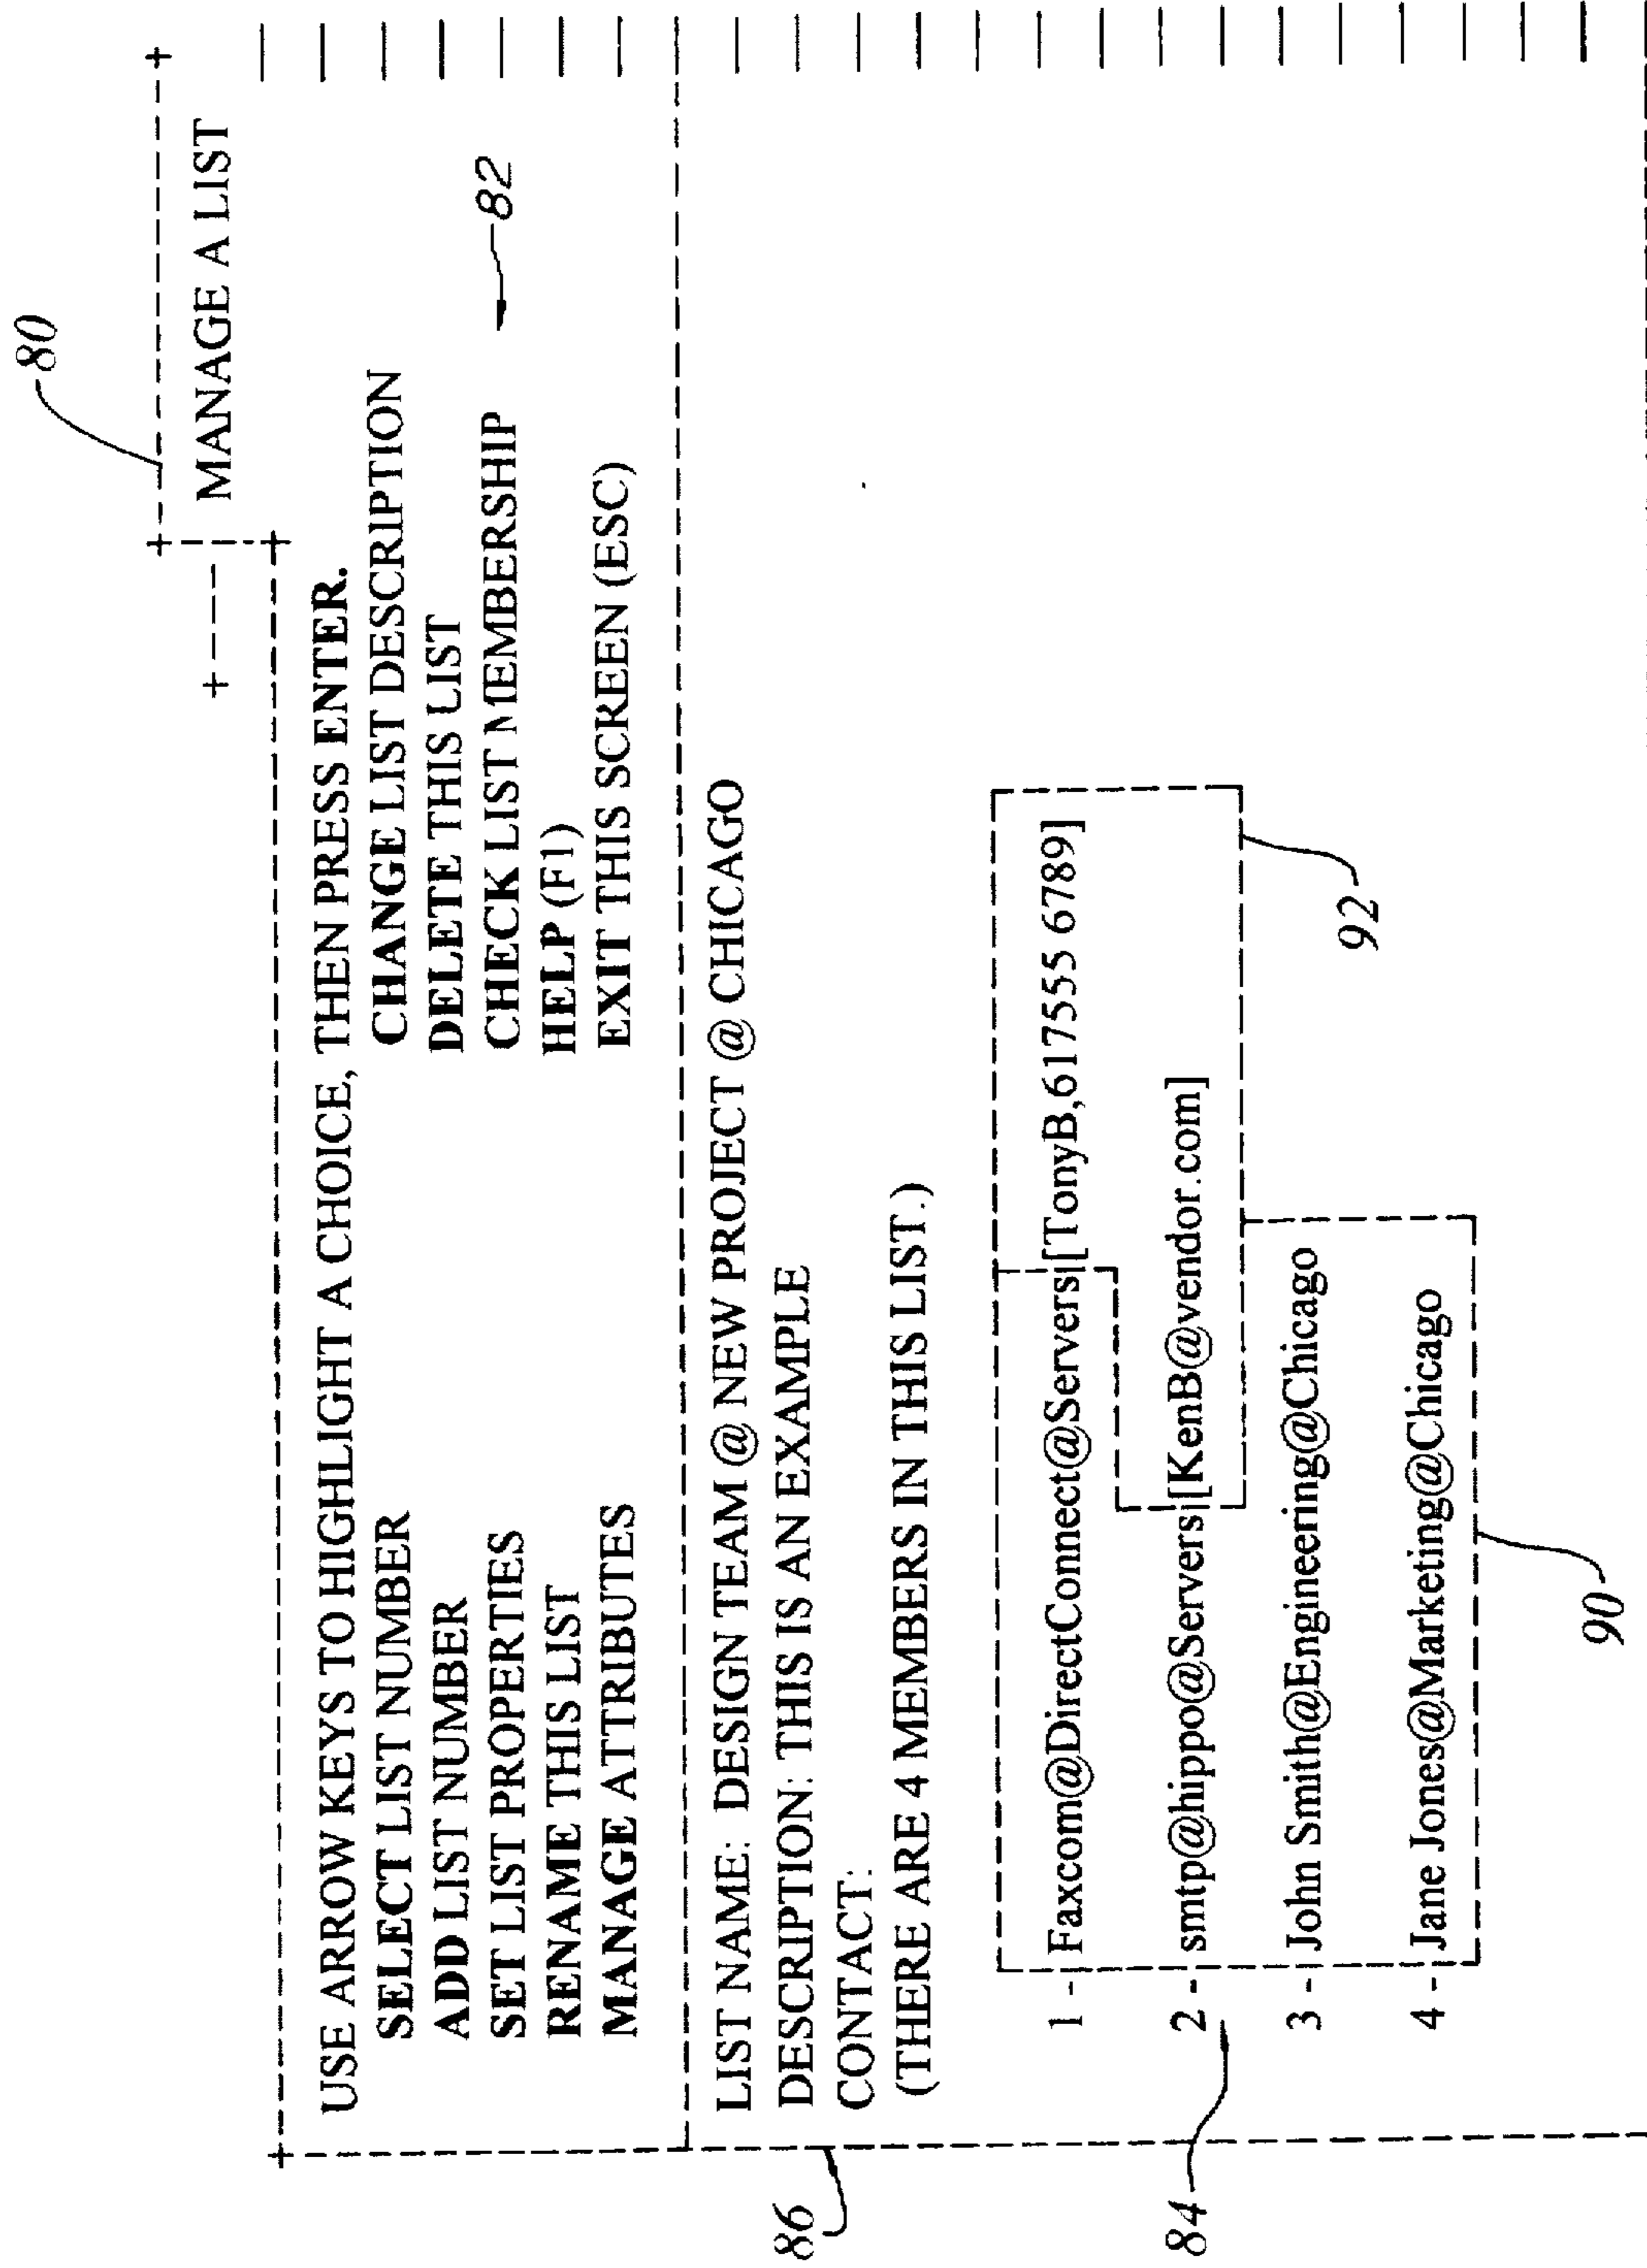 80
+ - - - - - - - - - +
+ - - - MANAGE A LIST
USE ARROW KEYS TO HIGHLIGHT A CHOICE, THEN PRESS ENTER.
SELECT LIST NUMBER CHANGE LIST DESCRIPTION
ADD LIST NUMBER DELETE THIS LIST
SET LIST PROPERTIES CHECK LIST MEMBERSHIP 82
RENAME THIS LIST HELP (F1)
MANAGE ATTRIBUTES EXIT THIS SCREEN (ESC)
LIST NAME: DESIGN TEAM @ NEW PROJECT @ CHICAGO
86 DESCRIPTION: THIS IS AN EXAMPLE
CONTACT:
(THERE ARE 4 MEMBERS IN THIS LIST.)
1 - Faxcom@DirectConnect@Servers[TonyB,617555 6789]
84 2 - smtp@hippo@Servers[KenB@vendor.com]
3 - John Smith@Engineering@Chicago
92
4 - Jane Jones@Marketing@Chicago
90